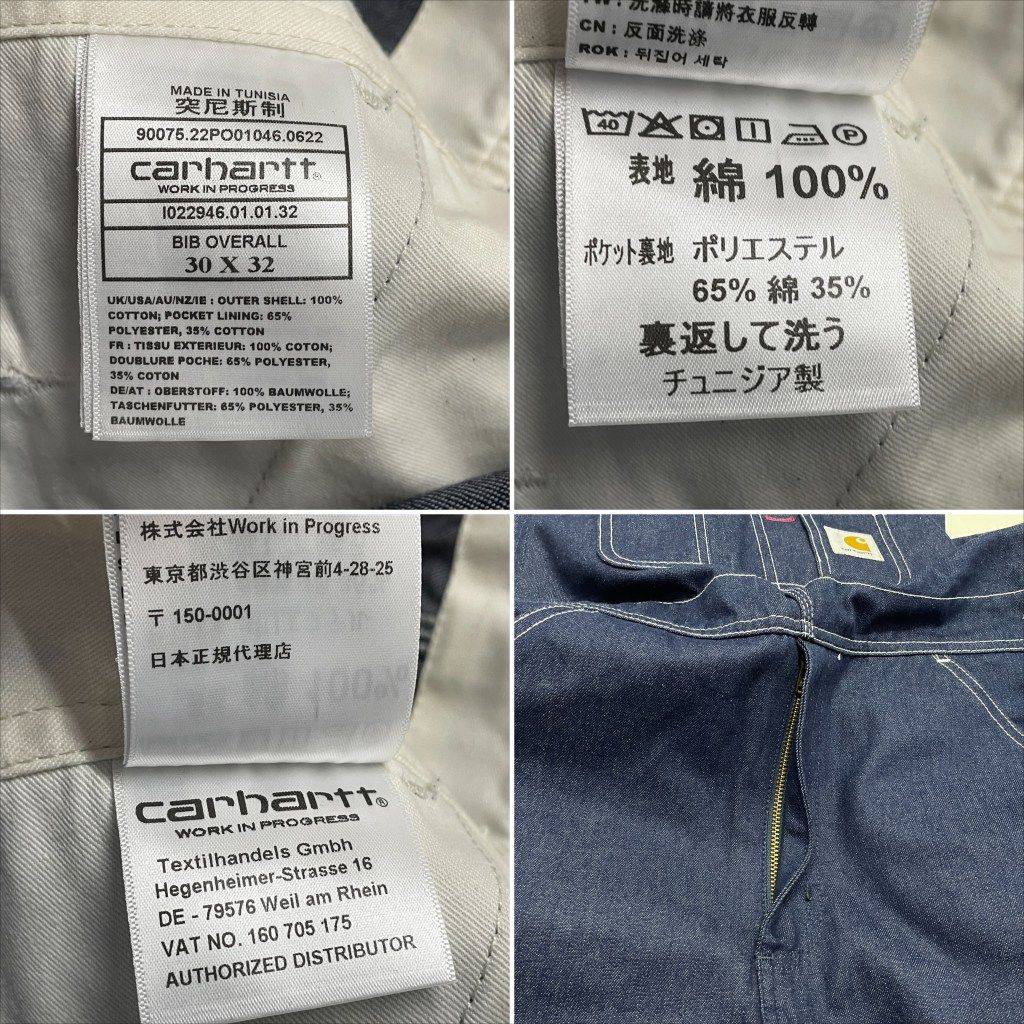 MADE IN TUNISIA
突尼斯制
90075.22PO01046.0622
carhartt®
WORK IN PROGRESS
I022946.01.01.32
BIB OVERALL
30 X 32
UK/USA/AU/NZ/IE : OUTER SHELL: 100%
COTTON; POCKET LINING: 65%
POLYESTER, 35% COTTON
FR : TISSU EXTERIEUR: 100% COTON;
DOUBLURE POCHE: 65% POLYESTER,
35% COTON
DE/AT : OBERSTOFF: 100% BAUMWOLLE;
TASCHENFUTTER: 65% POLYESTER, 35%
BAUMWOLLE
TW : 洗滌時請將衣服反轉
CN : 反面洗涤
ROK : 뒤집어 세탁
40
P
表地 綿 100%
ポケット裏地 ポリエステル
65% 綿 35%
裏返して洗う
チュニジア製
株式会社Work in Progress
東京都渋谷区神宮前4-28-25
〒 150-0001
日本正規代理店
carhartt®
WORK IN PROGRESS
Textilhandels Gmbh
Hegenheimer-Strasse 16
DE - 79576 Weil am Rhein
VAT NO. 160 705 175
AUTHORIZED DISTRIBUTOR
carhartt